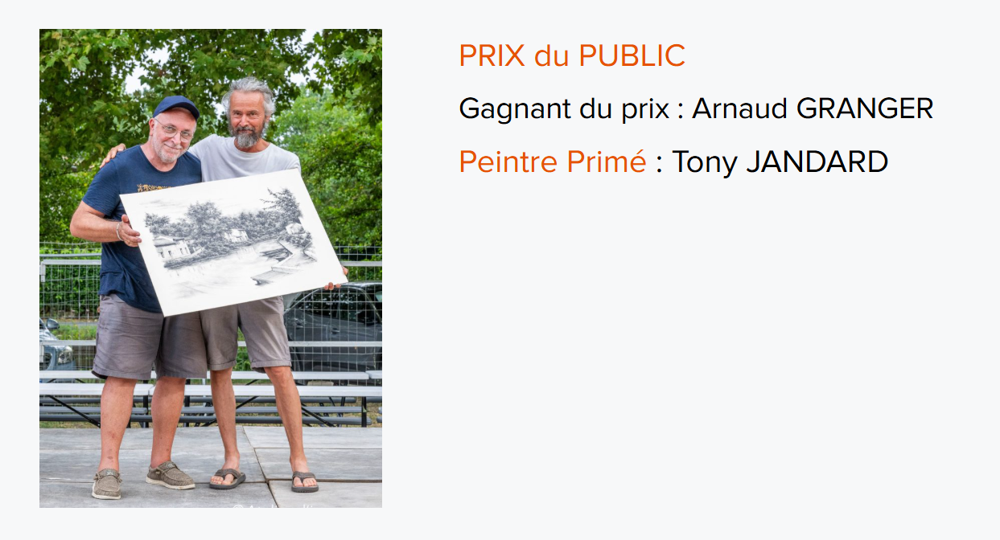 PRIX du PUBLIC
Gagnant du prix : Arnaud GRANGER
Peintre Primé : Tony JANDARD